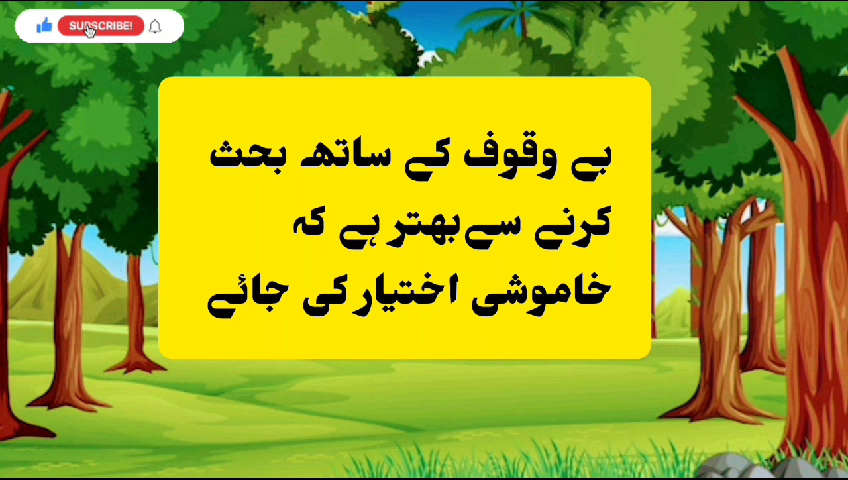 SUBSCRIBE!
بے وقوف کے ساتھ بحث
کرنے سے بہتر ہے کہ
خاموشی اختیار کی جائے